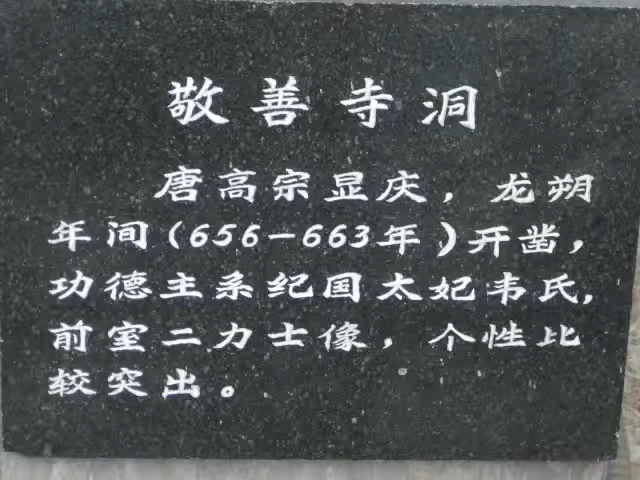 敬善寺洞
唐高宗显庆，龙朔
年间(656-663年)开凿，
功德主系纪国太妃韦氏,
前室二力士像，个性比
较突出。